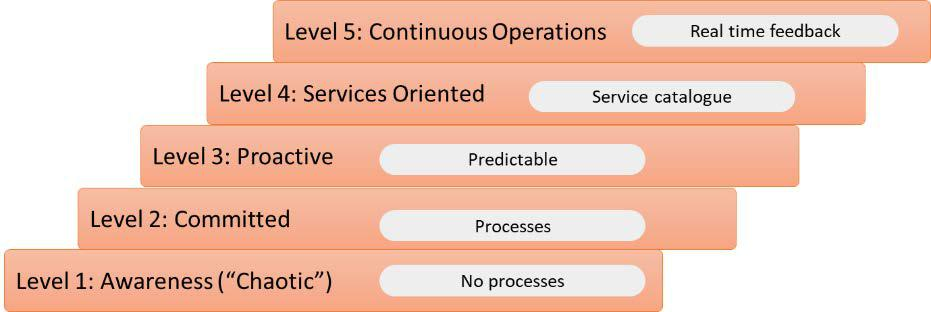 Level 5: Continuous Operations Real time feedback
Level 4: Services Oriented Service catalogue
Level 3: Proactive Predictable
Level 2: Committed Processes
Level 1: Awareness (“Chaotic”) No processes